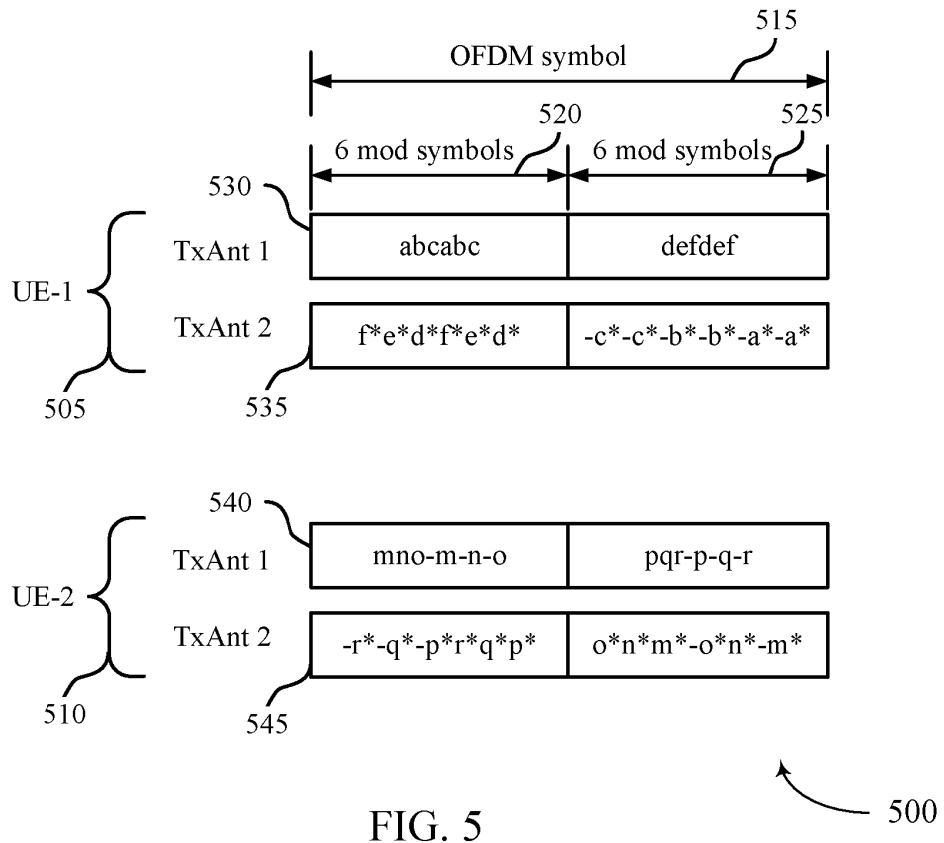 515
OFDM symbol
520
525
6 mod symbols
6 mod symbols
530
TxAnt 1
abcabc
defdef
UE-1
TxAnt 2
f*e*d*f*e*d*
-c*-c*-b*-b*-a*-a*
505
535
540
TxAnt 1
mno-m-n-o
pqr-p-q-r
UE-2
TxAnt 2
-r*-q*-p*r*q*p*
o*n*m*-o*n*-m*
510
545
500
FIG. 5